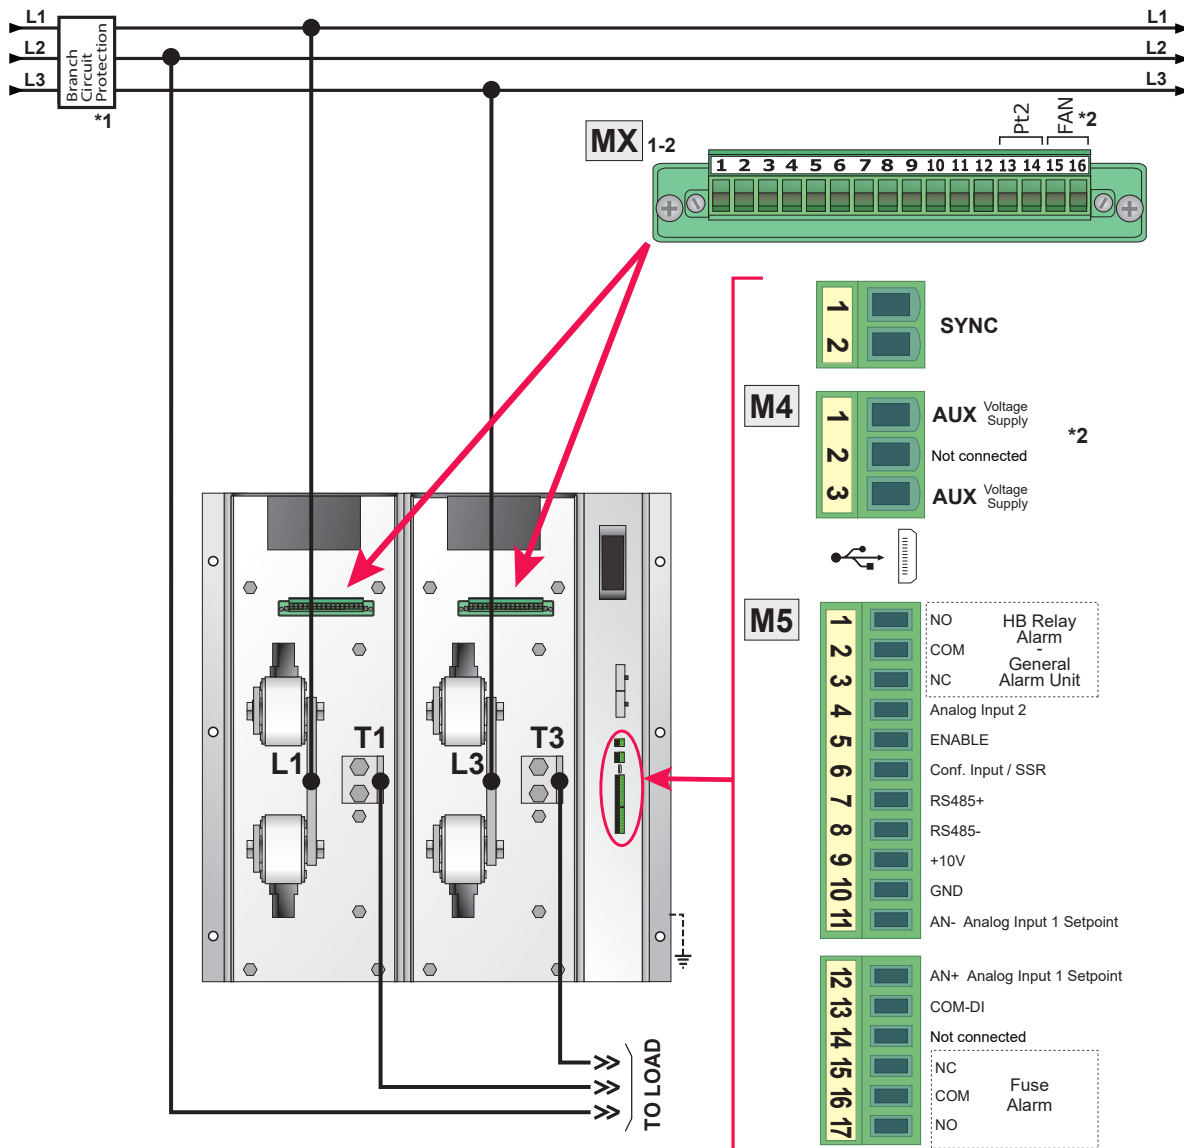 L1
L1
L2
L2
L3
L3
Branch
Circuit
Protection
*1
MX 1-2
Pt2
FAN
*2
1 2 3 4 5 6 7 8 9 10 11 12 13 14 15 16
1
2
SYNC
M4
1
AUX Voltage
Supply
2
Not connected
*2
3
AUX Voltage
Supply
M5
1
NO
2
COM
3
NC
HB Relay
Alarm
-
General
Alarm Unit
4
Analog Input 2
5
ENABLE
6
Conf. Input / SSR
7
RS485+
8
RS485-
9
+10V
10
GND
11
AN- Analog Input 1 Setpoint
12
AN+ Analog Input 1 Setpoint
13
COM-DI
14
Not connected
15
NC
16
COM
17
NO
Fuse
Alarm
L1
T1
L3
T3
TO LOAD